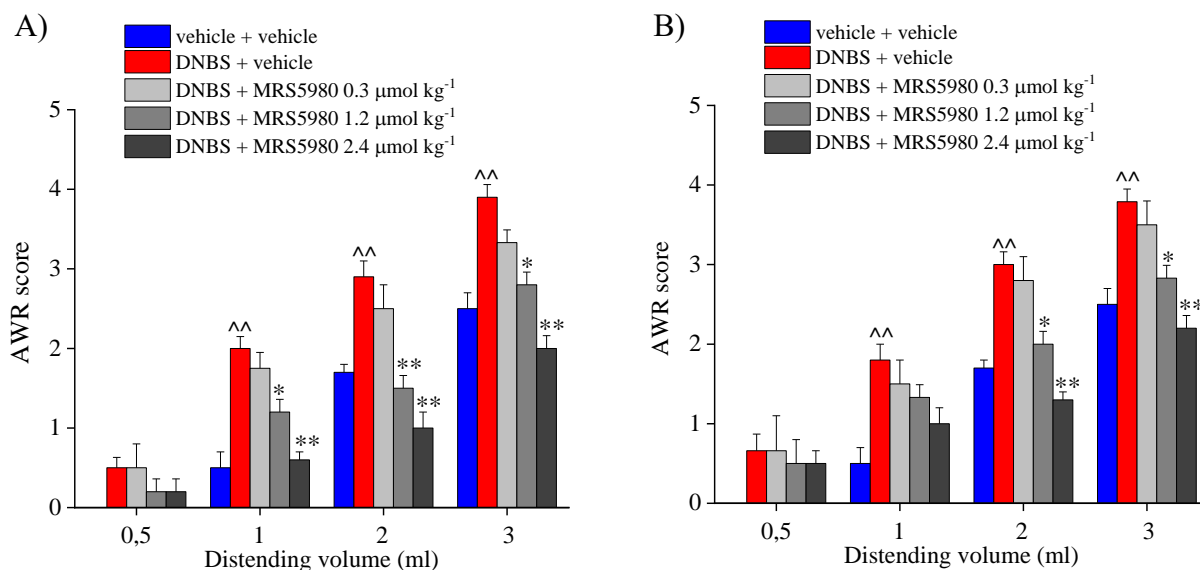 A)
vehicle + vehicle
DNBS + vehicle
DNBS + MRS5980 0.3 μmol kg⁻¹
DNBS + MRS5980 1.2 μmol kg⁻¹
DNBS + MRS5980 2.4 μmol kg⁻¹
5
4
3
2
1
0
AWR score
^^
*
**
^^
**
**
^^
*
**
0,5 1 2 3
Distending volume (ml)
B)
vehicle + vehicle
DNBS + vehicle
DNBS + MRS5980 0.3 μmol kg⁻¹
DNBS + MRS5980 1.2 μmol kg⁻¹
DNBS + MRS5980 2.4 μmol kg⁻¹
5
4
3
2
1
0
AWR score
^^
^^
*
**
^^
*
**
0,5 1 2 3
Distending volume (ml)